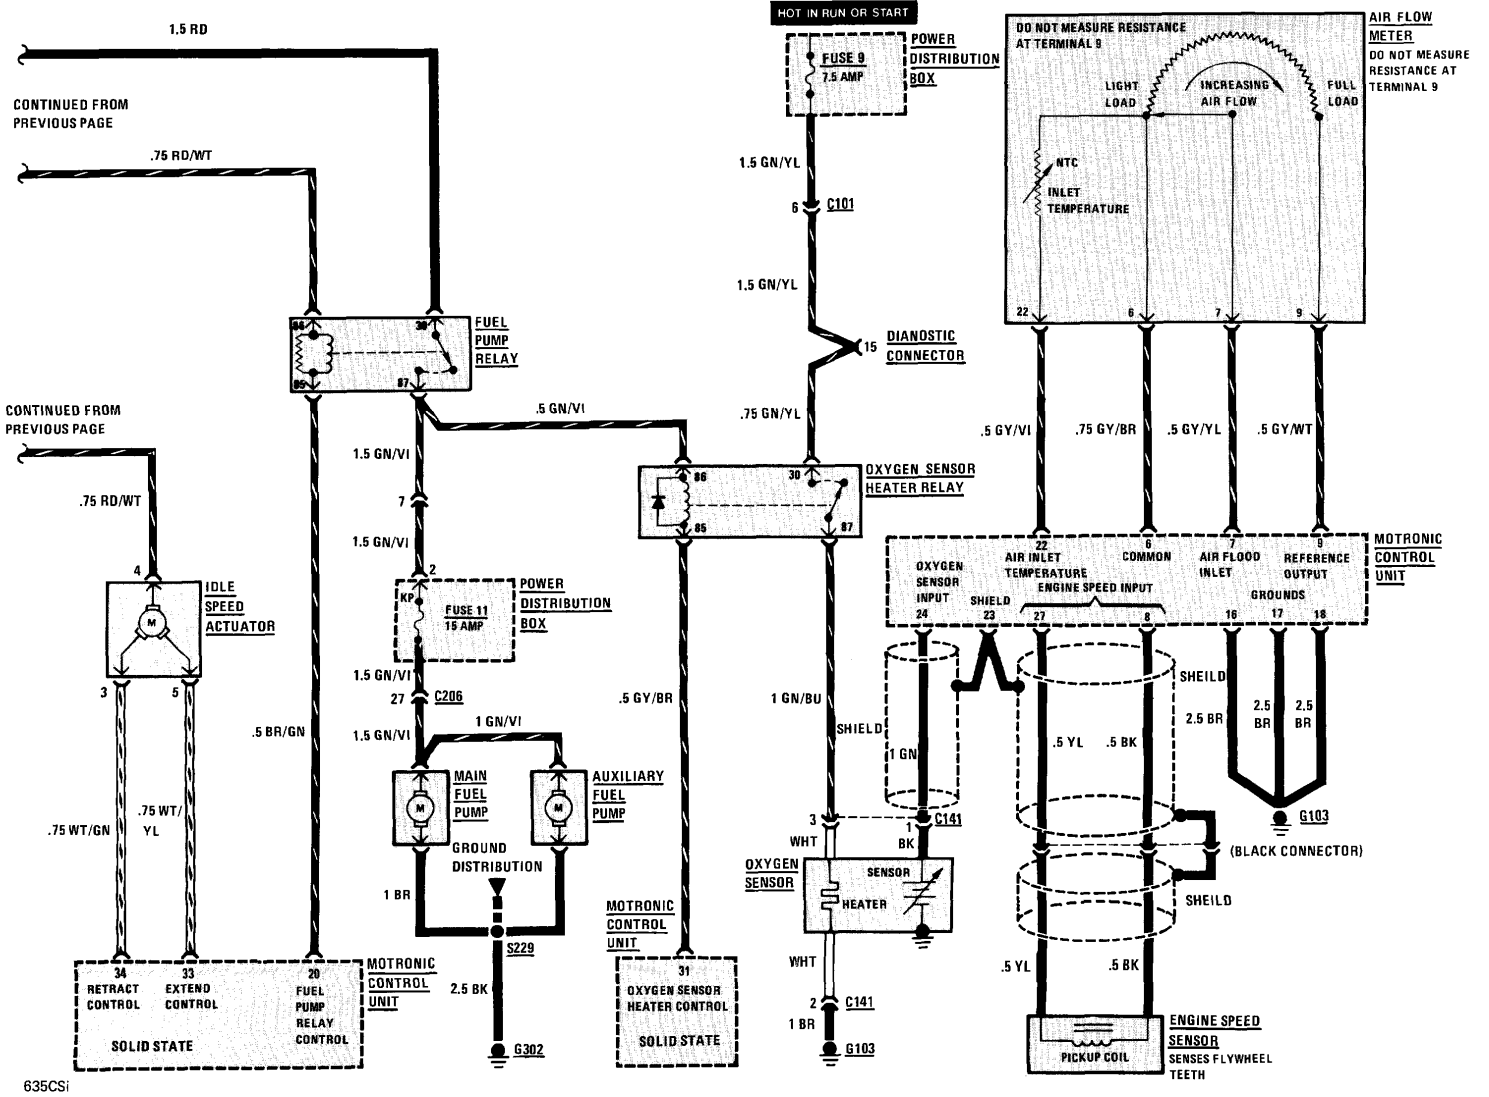 HOT IN RUN OR START
1.5 RD
FUSE 9
7.5 AMP
POWER
DISTRIBUTION
BOX
DO NOT MEASURE RESISTANCE
AT TERMINAL 9
AIR FLOW
METER
DO NOT MEASURE
RESISTANCE AT
TERMINAL 9
LIGHT
LOAD
INCREASING
AIR FLOW
FULL
LOAD
CONTINUED FROM
PREVIOUS PAGE
.75 RD/WT
1.5 GN/YL
NTC
INLET
TEMPERATURE
6
C101
1.5 GN/YL
22
6
7
9
86
30
FUEL
PUMP
RELAY
85
87
15
DIANOSTIC
CONNECTOR
CONTINUED FROM
PREVIOUS PAGE
.5 GN/VI
.75 GN/YL
.5 GY/VI
.75 GY/BR
.5 GY/YL
.5 GY/WT
1.5 GN/VI
86
30
OXYGEN SENSOR
HEATER RELAY
.75 RD/WT
7
85
87
1.5 GN/VI
22
6
7
9
MOTRONIC
CONTROL
UNIT
OXYGEN
SENSOR
INPUT
24
AIR INLET
TEMPERATURE
COMMON
AIR FLOOD
INLET
REFERENCE
OUTPUT
ENGINE SPEED INPUT
SHIELD
23
27
8
GROUNDS
16
17
18
4
IDLE
SPEED
ACTUATOR
M
2
KP
FUSE 11
15 AMP
POWER
DISTRIBUTION
BOX
3
5
1.5 GN/VI
27
C206
.5 GY/BR
1 GN/BU
SHEILD
2.5 BR
2.5
BR
2.5
BR
.5 BR/GN
1.5 GN/VI
1 GN/VI
SHIELD
1 GN
.5 YL
.5 BK
MAIN
FUEL
PUMP
M
AUXILIARY
FUEL
PUMP
M
.75 WT/GN
.75 WT/
YL
3
1
C141
G103
WHT
BK
(BLACK CONNECTOR)
GROUND
DISTRIBUTION
OXYGEN
SENSOR
SENSOR
HEATER
1 BR
SHEILD
MOTRONIC
CONTROL
UNIT
S229
WHT
.5 YL
.5 BK
34
RETRACT
CONTROL
33
EXTEND
CONTROL
20
FUEL
PUMP
RELAY
CONTROL
MOTRONIC
CONTROL
UNIT
SOLID STATE
2.5 BK
31
OXYGEN SENSOR
HEATER CONTROL
SOLID STATE
2
C141
1 BR
G302
G103
PICKUP COIL
ENGINE SPEED
SENSOR
SENSES FLYWHEEL
TEETH
635CSi